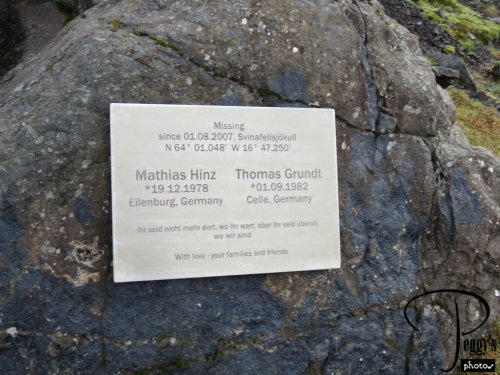 Missing
since 01.08.2007, Svinafellsjökull
N 64° 01,048' W 16° 47,250'
Mathias Hinz Thomas Grundt
*19.12.1978 *01.09.1982
Eilenburg, Germany Celle, Germany
Ihr seid nicht mehr dort, wo Ihr wart, aber Ihr seid überall,
wo wir sind
With love - your families and friends
Peggy's
photos